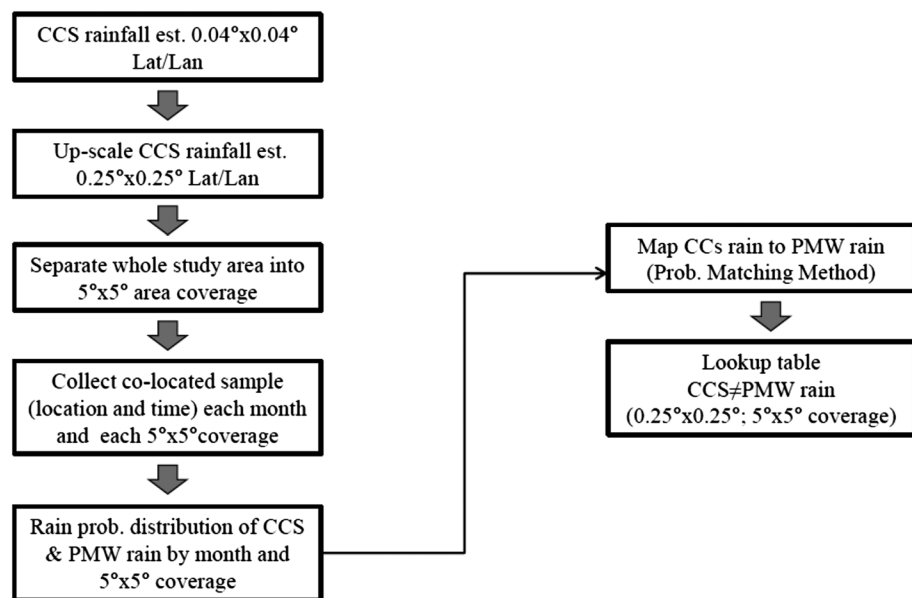 CCS rainfall est. 0.04°x0.04°
Lat/Lan
Up-scale CCS rainfall est.
0.25°x0.25° Lat/Lan
Separate whole study area into
5°x5° area coverage
Collect co-located sample
(location and time) each month
and each 5°x5°coverage
Rain prob. distribution of CCS
& PMW rain by month and
5°x5° coverage
Map CCs rain to PMW rain
(Prob. Matching Method)
Lookup table
CCS≠PMW rain
(0.25°x0.25°; 5°x5° coverage)